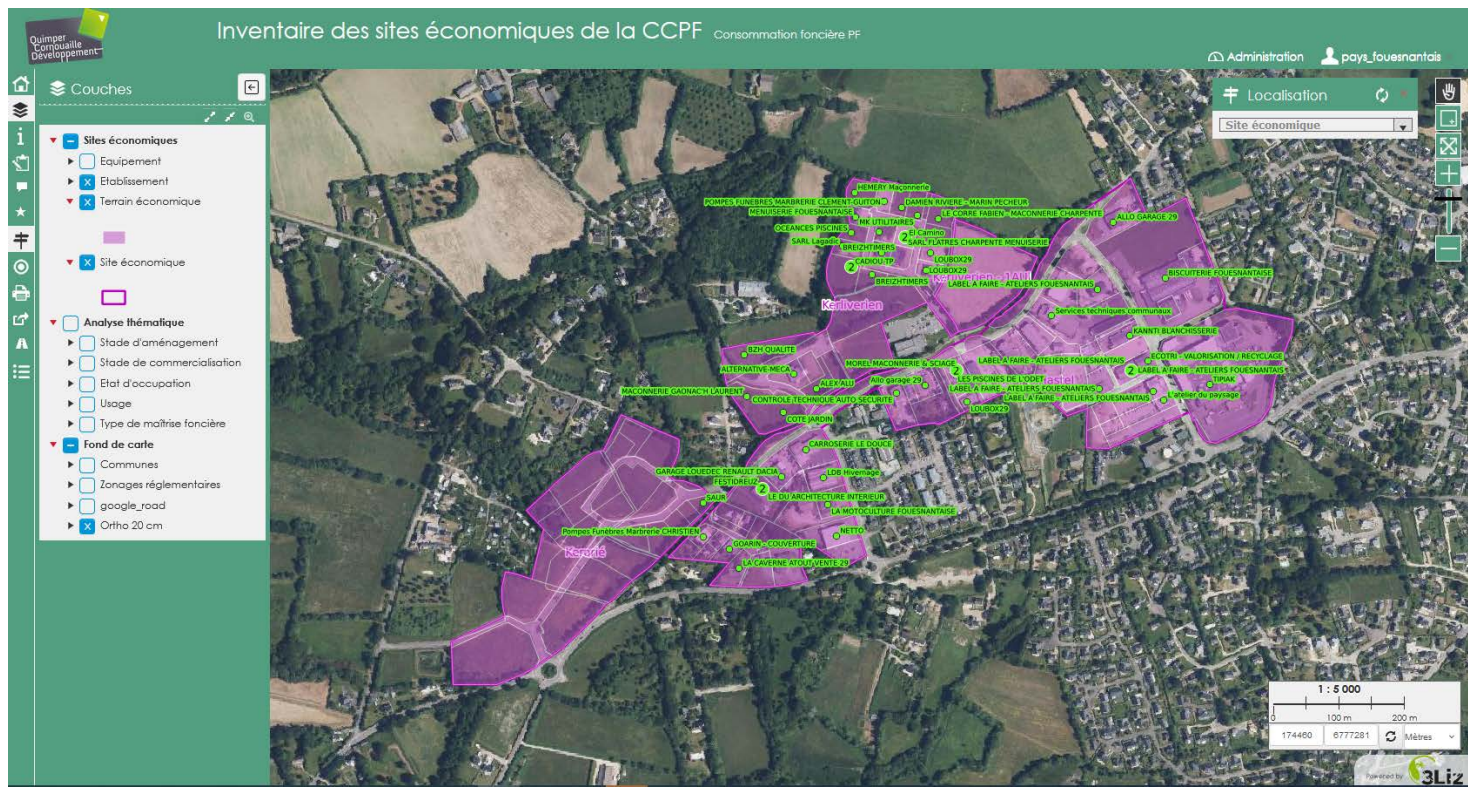 Quimper
Cornouaille
Développement
Inventaire des sites économiques de la CCPF Consommation foncière PF
Administration pays_fouesnantais
Couches
Sites économiques
Equipement
Etablissement
Terrain économique
Site économique
Analyse thématique
Stade d'aménagement
Stade de commercialisation
Etat d'occupation
Usage
Type de maîtrise foncière
Fond de carte
Communes
Zonages réglementaires
google_road
Ortho 20 cm
Localisation
Site économique
HEMERY Maçonnerie
POMPES FUNEBRES MARBRERIE CLEMENT-GUITON
DAMIEN RIVIERE - MARIN PECHEUR
MENUISERIE FOUESNANTAISE
LE CORRE FABIEN - MACONNERIE CHARPENTE
ALLO GARAGE 29
MK UTILITAIRES
OCEANCES PISCINES
2
El Camino
SARL Lagadic
SARL FLATRES CHARPENTE MENUISERIE
BREIZHTIMERS
LOUBOX29
2
CADIOU TP
LOUBOX29
BISCUITERIE FOUESNANTAISE
BREIZHTIMERS
Kerliverien - 1AUi
LABEL A FAIRE - ATELIERS FOUESNANTAIS
Kerliverien
Services techniques communaux
KANNTI BLANCHISSERIE
BZH QUALITE
MOREL MACONNERIE & SCIAGE
LABEL A FAIRE - ATELIERS FOUESNANTAIS
ECOTRI - VALORISATION / RECYCLAGE
ALTERNATIVE-MECA
2
2
LABEL A FAIRE - ATELIERS FOUESNANTAIS
Allo garage 29
LES PISCINES DE L'ODET
TIPIAK
ALEX ALU
LABEL A FAIRE - ATELIERS FOUESNANTAIS
MACONNERIE GAONAC'H LAURENT
CONTROLE TECHNIQUE AUTO SECURITE
LABEL A FAIRE - ATELIERS FOUESNANTAIS
L'atelier du paysage
LOUBOX29
COTE JARDIN
CARROSERIE LE DOUCE
GARAGE LOUEDEC RENAULT DACIA
LDB Hivernage
FESTIDREUZ
2
LE DU ARCHITECTURE INTERIEUR
SAUR
LA MOTOCULTURE FOUESNANTAISE
Pompes Funèbres Marbrerie CHRISTIEN
NETTO
GOARIN - COUVERTURE
LA CAVERNE ATOUT VENTE 29
1 : 5 000
0 100 m 200 m
174460 6777281 Mètres
Powered by 3Liz